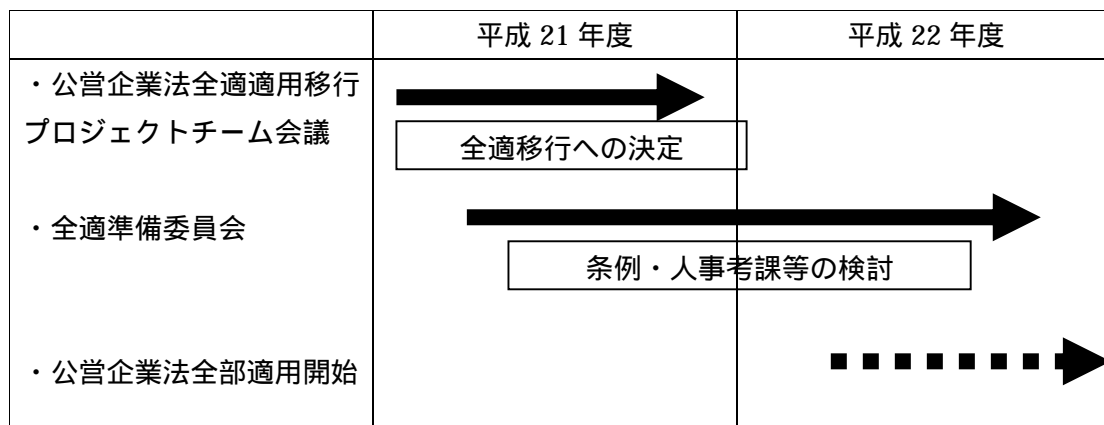 平成 21 年度
平成 22 年度
・公営企業法全適適用移行
プロジェクトチーム会議
全適移行への決定
・全適準備委員会
条例・人事考課等の検討
・公営企業法全部適用開始